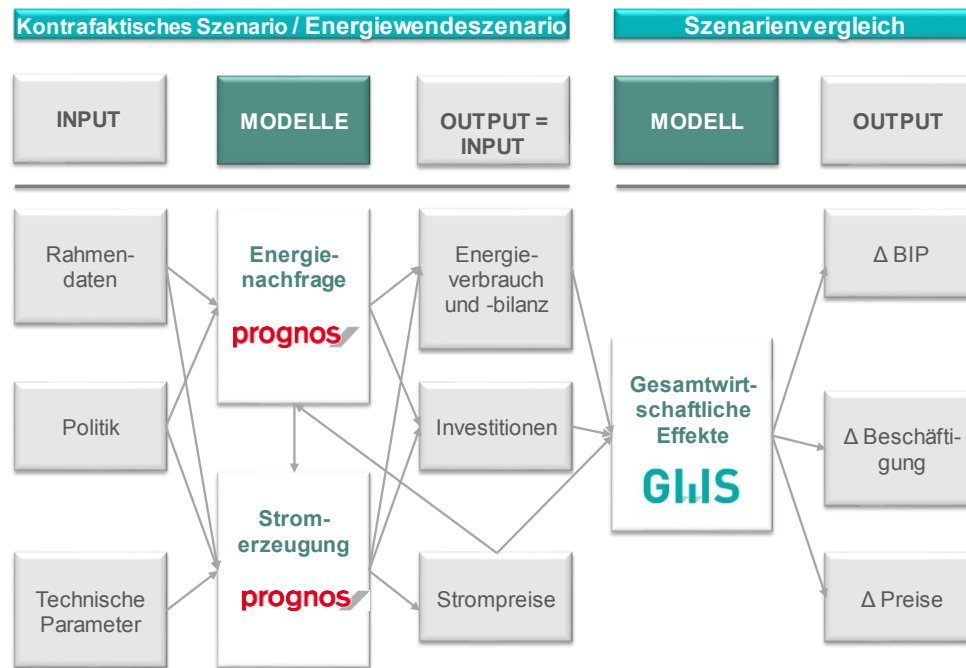 Kontrafaktisches Szenario / Energiewendeszenario
Szenarienvergleich
INPUT
MODELLE
OUTPUT =
INPUT
MODELL
OUTPUT
Rahmen-
daten
Energie-
nachfrage
prognos
Energie-
verbrauch
und -bilanz
Δ BIP
Politik
Investitionen
Gesamtwirt-
schaftliche
Effekte
GWS
Δ Beschäfti-
gung
Technische
Parameter
Strom-
erzeugung
prognos
Strompreise
Δ Preise